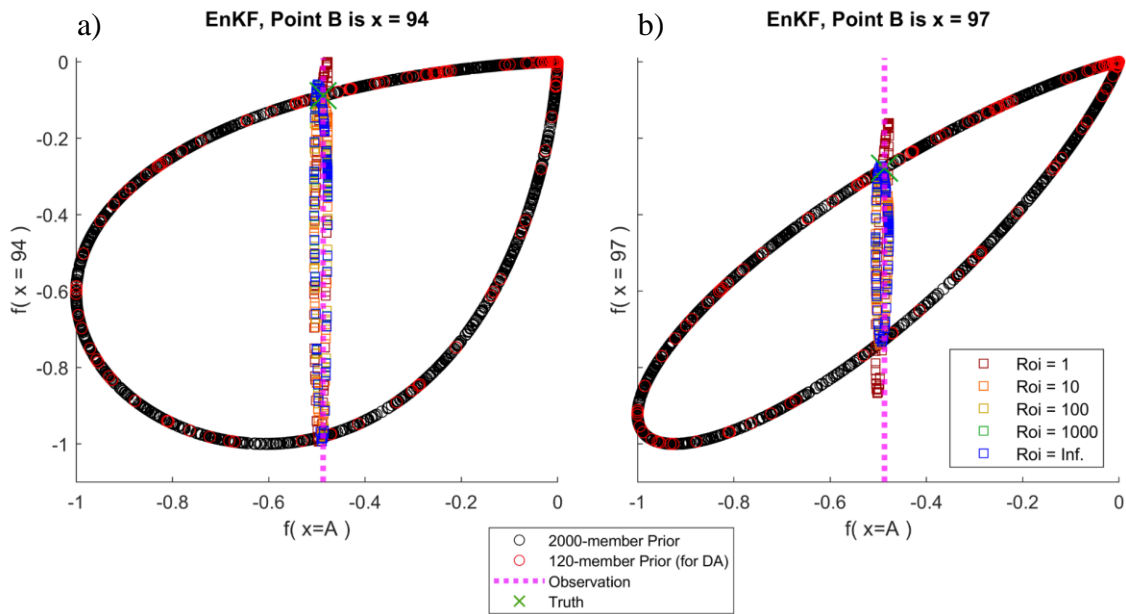 a)
EnKF, Point B is x = 94
0
-0.2
-0.4
-0.6
-0.8
-1
f( x = 94 )
-1
-0.8
-0.6
-0.4
-0.2
0
f( x=A )
b)
EnKF, Point B is x = 97
0
-0.2
-0.4
-0.6
-0.8
-1
f( x = 97 )
-1
-0.8
-0.6
-0.4
-0.2
0
f( x=A )
Roi = 1
Roi = 10
Roi = 100
Roi = 1000
Roi = Inf.
2000-member Prior
120-member Prior (for DA)
Observation
Truth